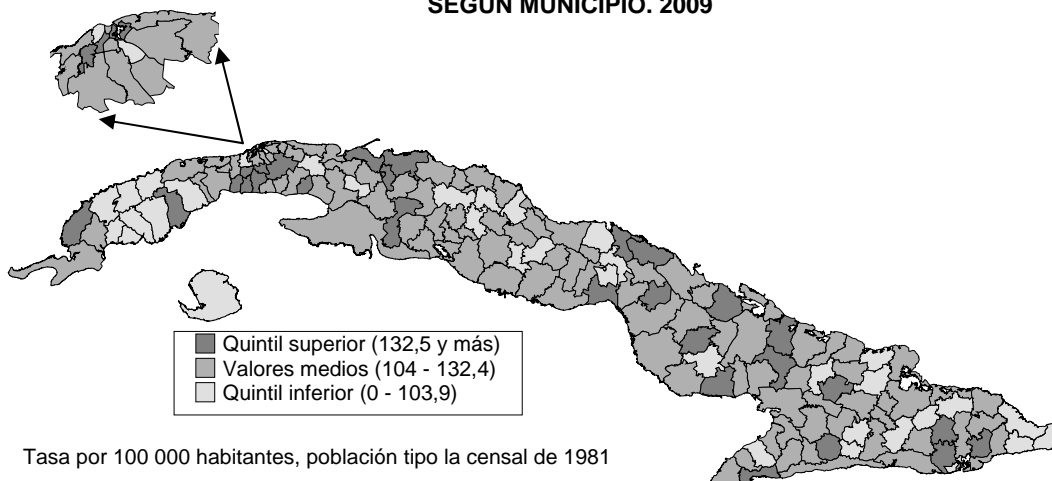 SEGÚN MUNICIPIO. 2009
Quintil superior (132,5 y más)
Valores medios (104 - 132,4)
Quintil inferior (0 - 103,9)
Tasa por 100 000 habitantes, población tipo la censal de 1981